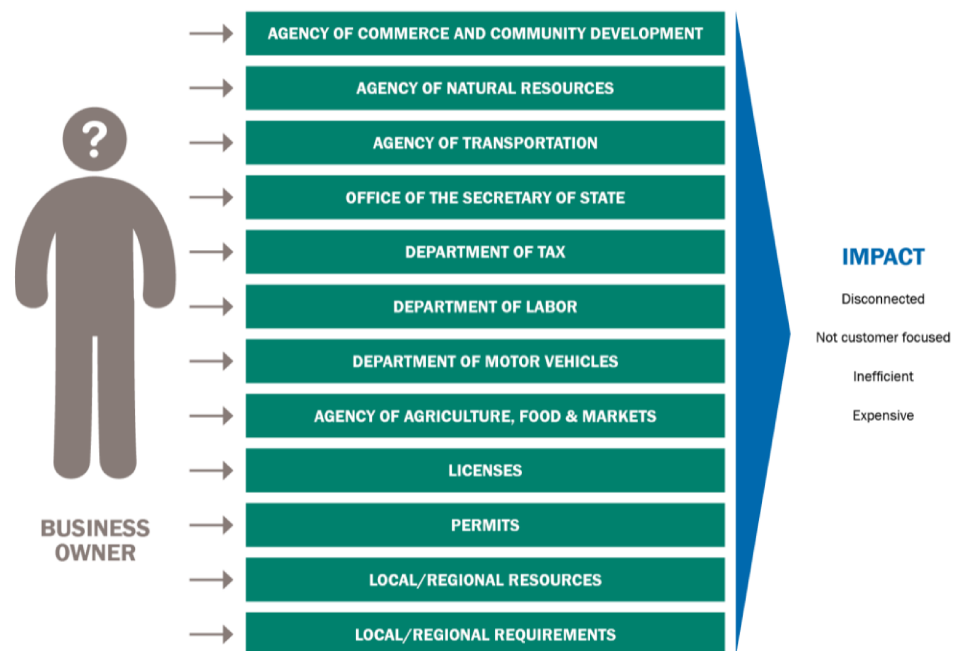 ?
BUSINESS
OWNER
AGENCY OF COMMERCE AND COMMUNITY DEVELOPMENT
AGENCY OF NATURAL RESOURCES
AGENCY OF TRANSPORTATION
OFFICE OF THE SECRETARY OF STATE
DEPARTMENT OF TAX
DEPARTMENT OF LABOR
DEPARTMENT OF MOTOR VEHICLES
AGENCY OF AGRICULTURE, FOOD & MARKETS
LICENSES
PERMITS
LOCAL/REGIONAL RESOURCES
LOCAL/REGIONAL REQUIREMENTS
IMPACT
Disconnected
Not customer focused
Inefficient
Expensive